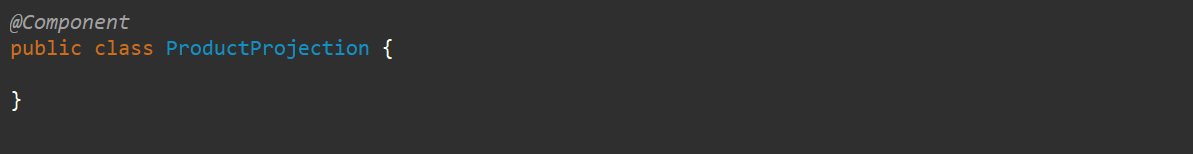 @Component
public class ProductProjection {
}